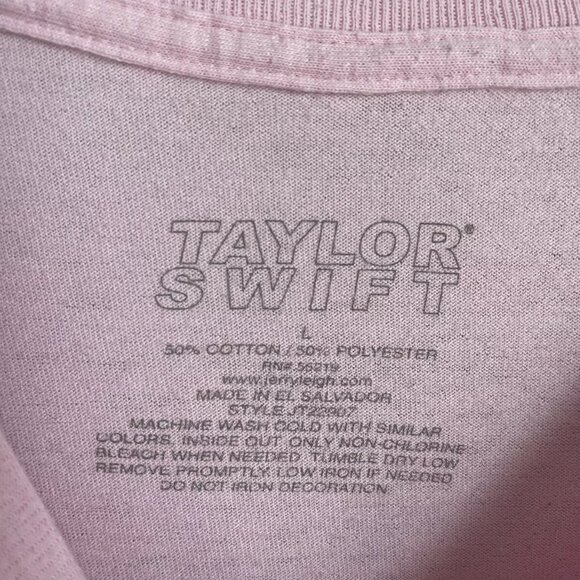 TAYLOR®
SWIFT
L
50% COTTON / 50% POLYESTER
RN# 56219
www.jerryleigh.com
MADE IN EL SALVADOR
STYLE JT22907
MACHINE WASH COLD WITH SIMILAR
COLORS. INSIDE OUT. ONLY NON-CHLORINE
BLEACH WHEN NEEDED. TUMBLE DRY LOW
REMOVE PROMPTLY. LOW IRON IF NEEDED
DO NOT IRON DECORATION.